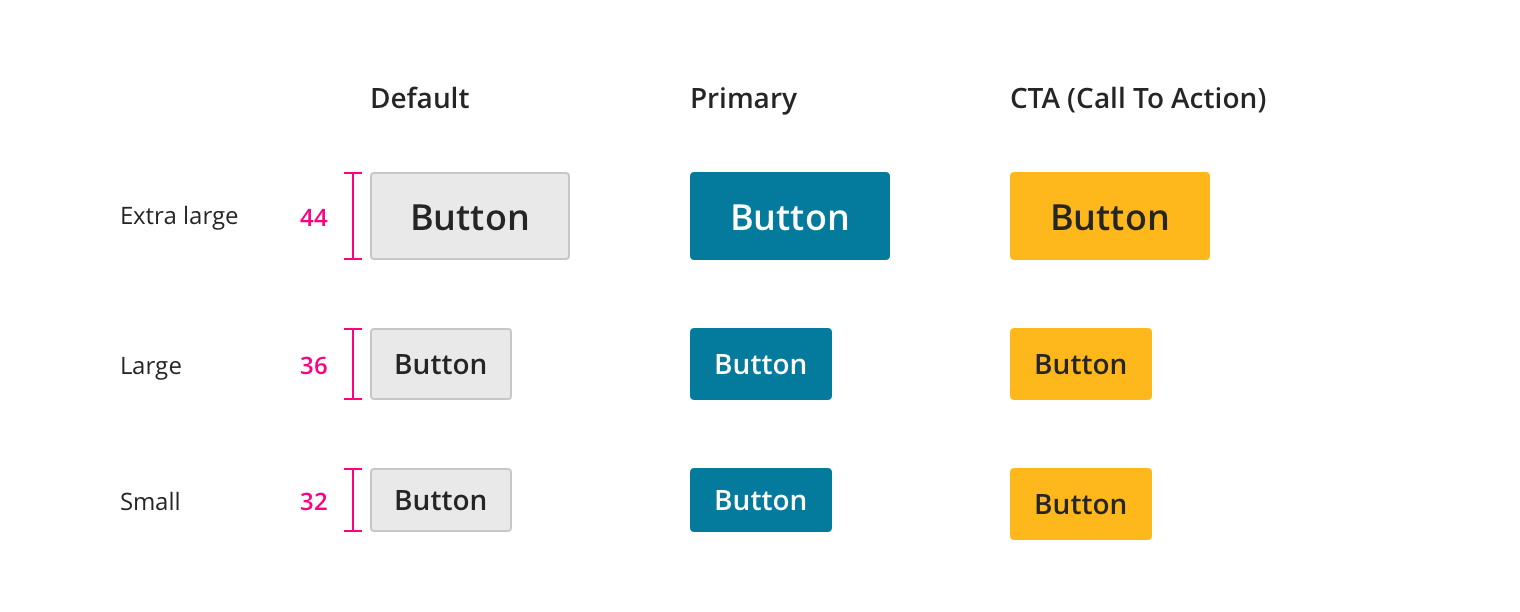 Default Primary CTA (Call To Action)
Extra large 44 Button Button Button
Large 36 Button Button Button
Small 32 Button Button Button